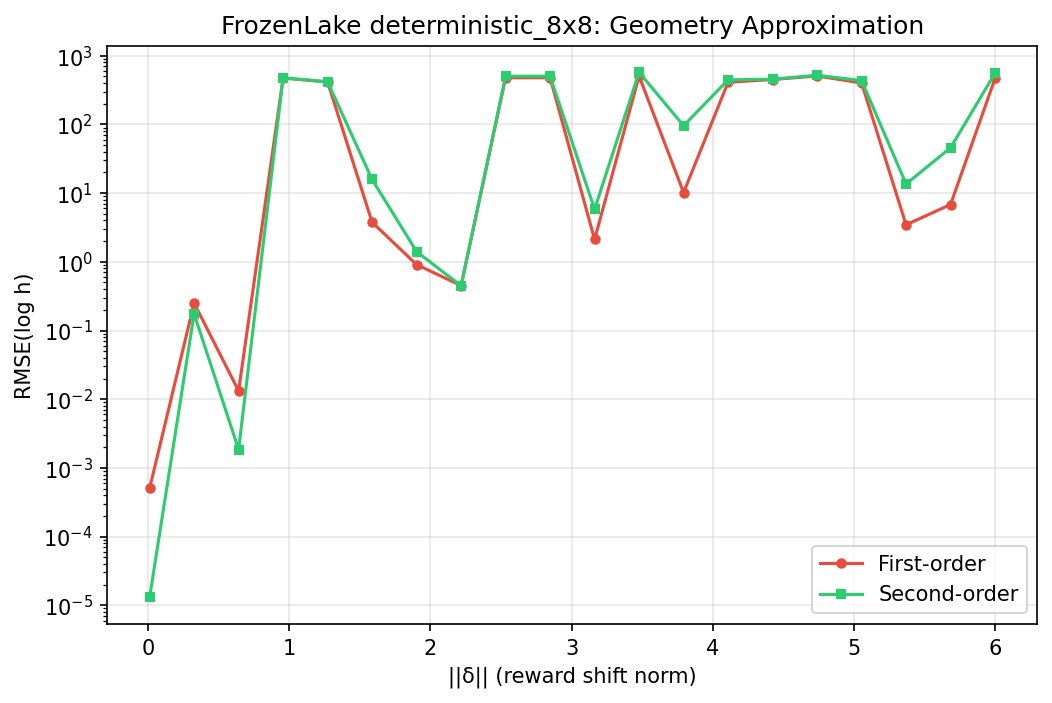 FrozenLake deterministic_8x8: Geometry Approximation
RMSE(log h)
10³
10²
10¹
10⁰
10⁻¹
10⁻²
10⁻³
10⁻⁴
10⁻⁵
First-order
Second-order
0 1 2 3 4 5 6
||δ|| (reward shift norm)